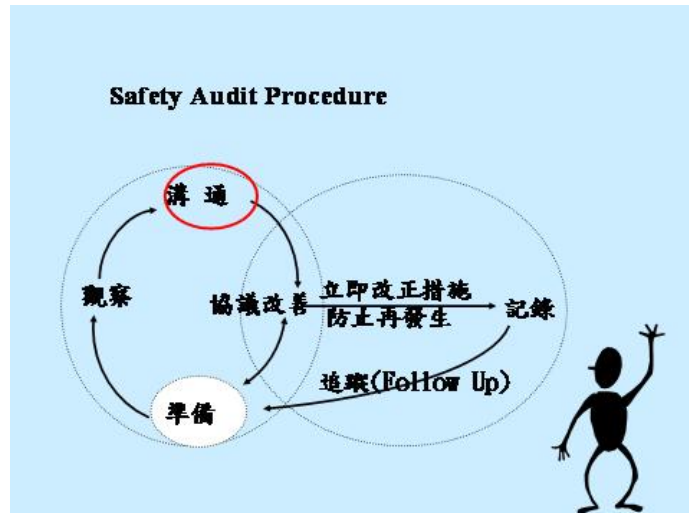 Safety Audit Procedure
溝 通
觀察
協議改善
立即改正措施
防止再發生
記錄
追蹤(Follow Up)
準備